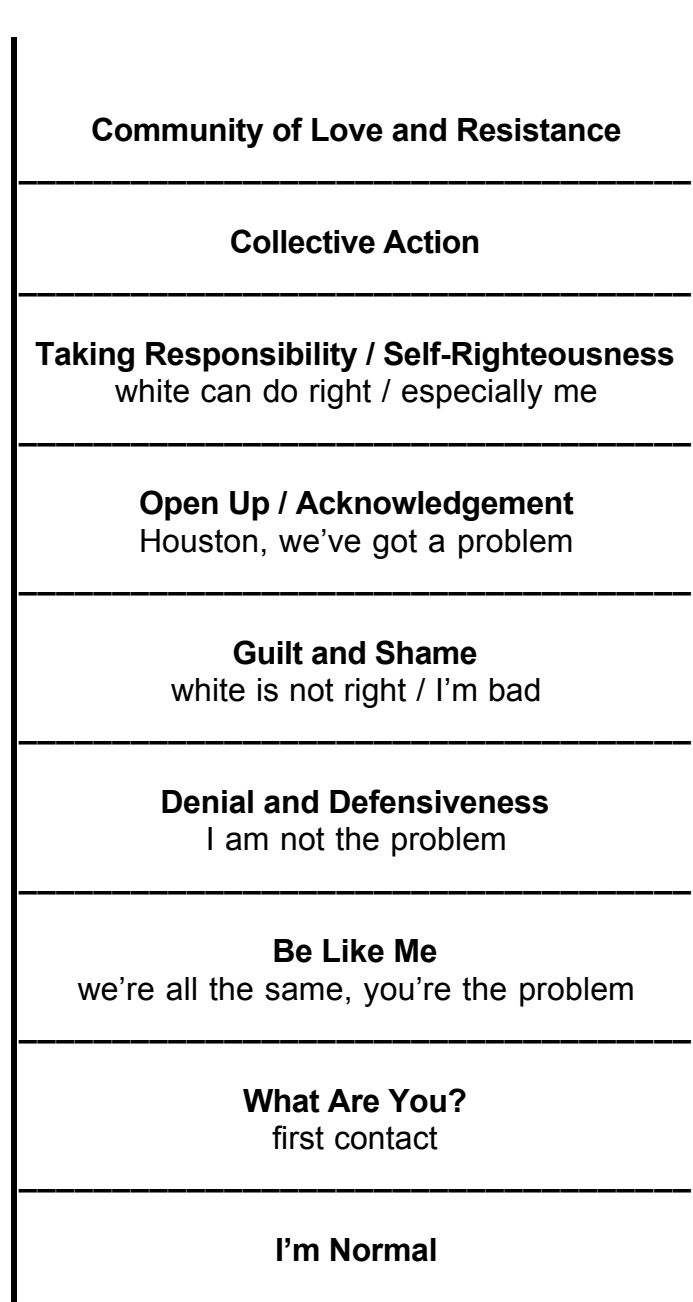 Community of Love and Resistance
Collective Action
Taking Responsibility / Self-Righteousness
white can do right / especially me
Open Up / Acknowledgement
Houston, we’ve got a problem
Guilt and Shame
white is not right / I’m bad
Denial and Defensiveness
I am not the problem
Be Like Me
we’re all the same, you’re the problem
What Are You?
first contact
I’m Normal